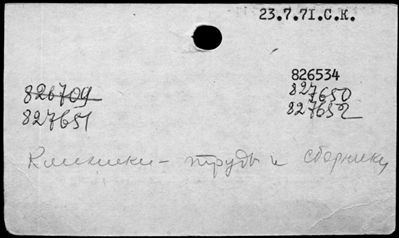 23.7.71.С.К.
826534
826709 827650
827651 827652
Клиники - труды и сборники